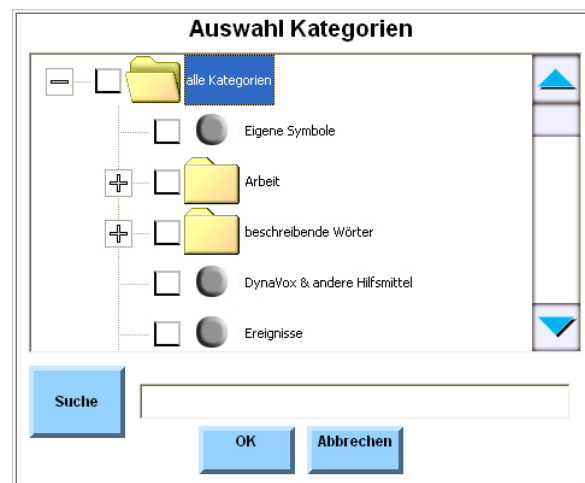 Auswahl Kategorien
alle Kategorien
Eigene Symbole
Arbeit
beschreibende Wörter
DynaVox & andere Hilfsmittel
Ereignisse
Suche
OK Abbrechen